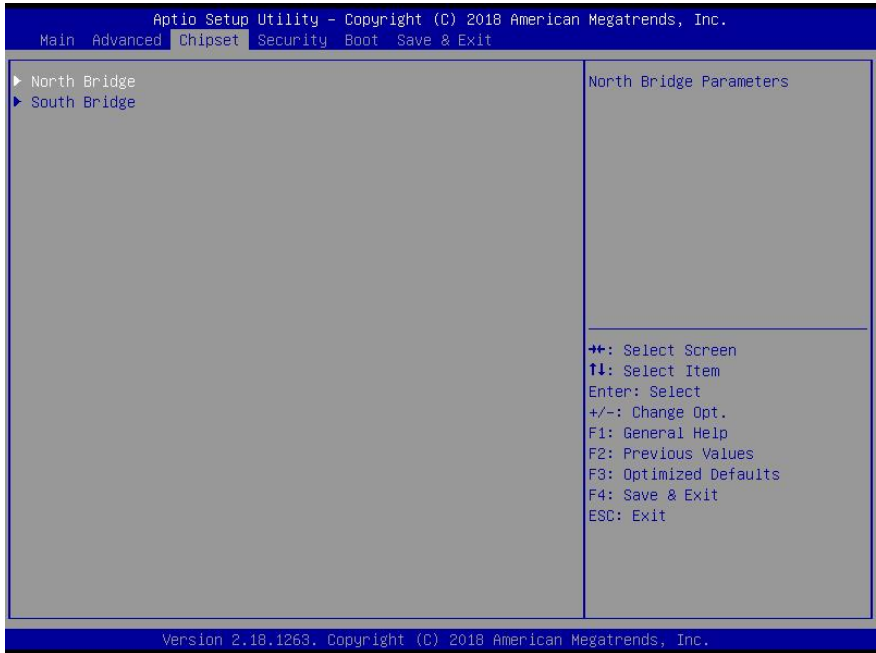 Aptio Setup Utility – Copyright (C) 2018 American Megatrends, Inc.
Main Advanced Chipset Security Boot Save & Exit
► North Bridge
► South Bridge
North Bridge Parameters
→←: Select Screen
↑↓: Select Item
Enter: Select
+/-: Change Opt.
F1: General Help
F2: Previous Values
F3: Optimized Defaults
F4: Save & Exit
ESC: Exit
Version 2.18.1263. Copyright (C) 2018 American Megatrends, Inc.